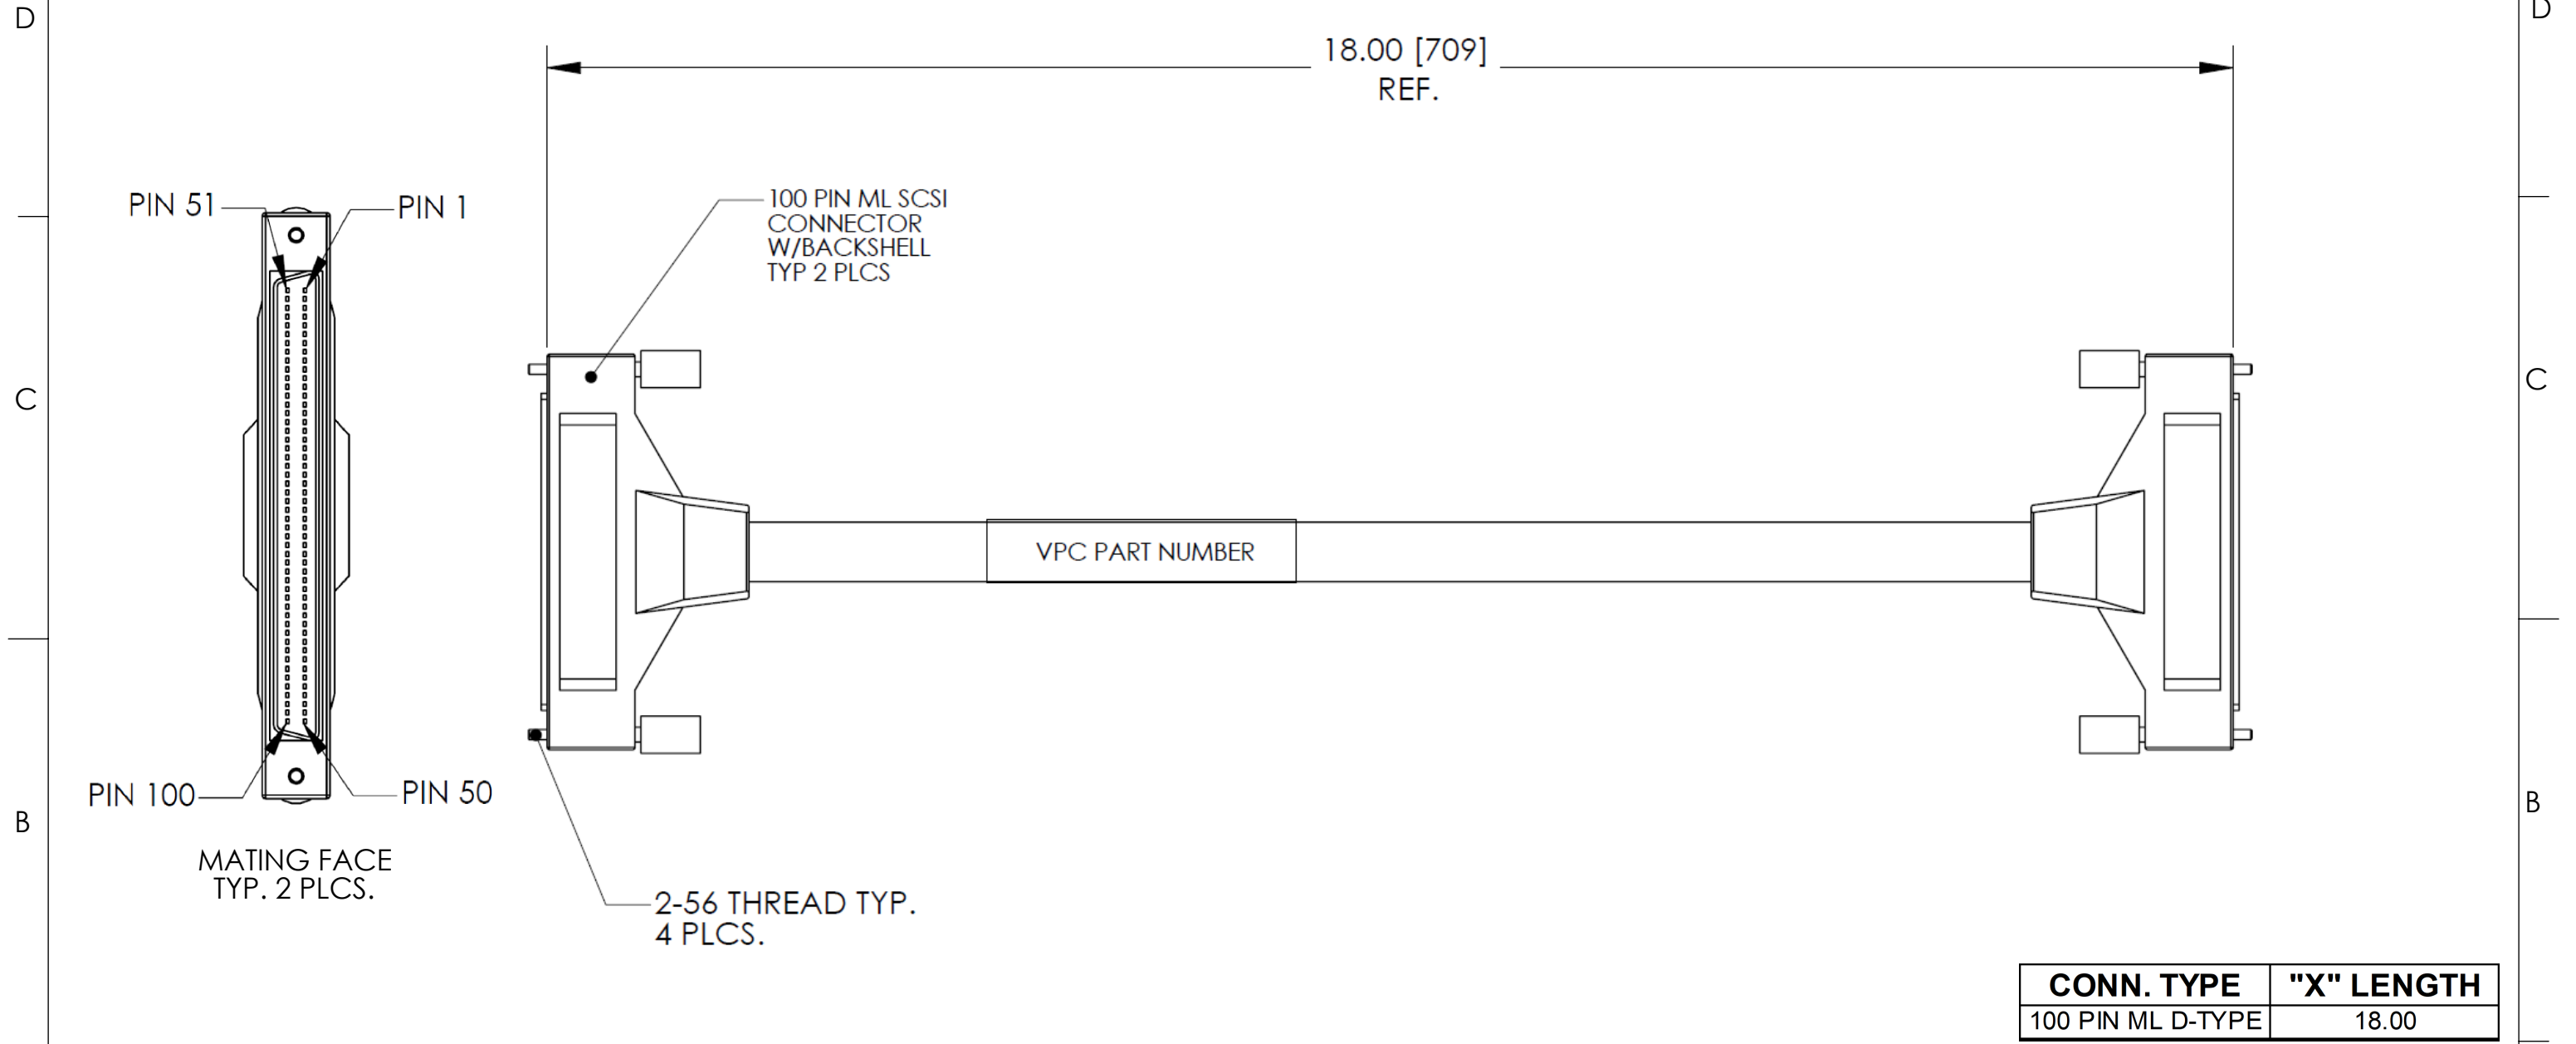 D
D
18.00 [709]
REF.
PIN 51
PIN 1
100 PIN ML SCSI
CONNECTOR
W/BACKSHELL
TYP 2 PLCS
C
C
VPC PART NUMBER
PIN 100
PIN 50
B
B
MATING FACE
TYP. 2 PLCS.
2-56 THREAD TYP.
4 PLCS.
CONN. TYPE "X" LENGTH
100 PIN ML D-TYPE 18.00